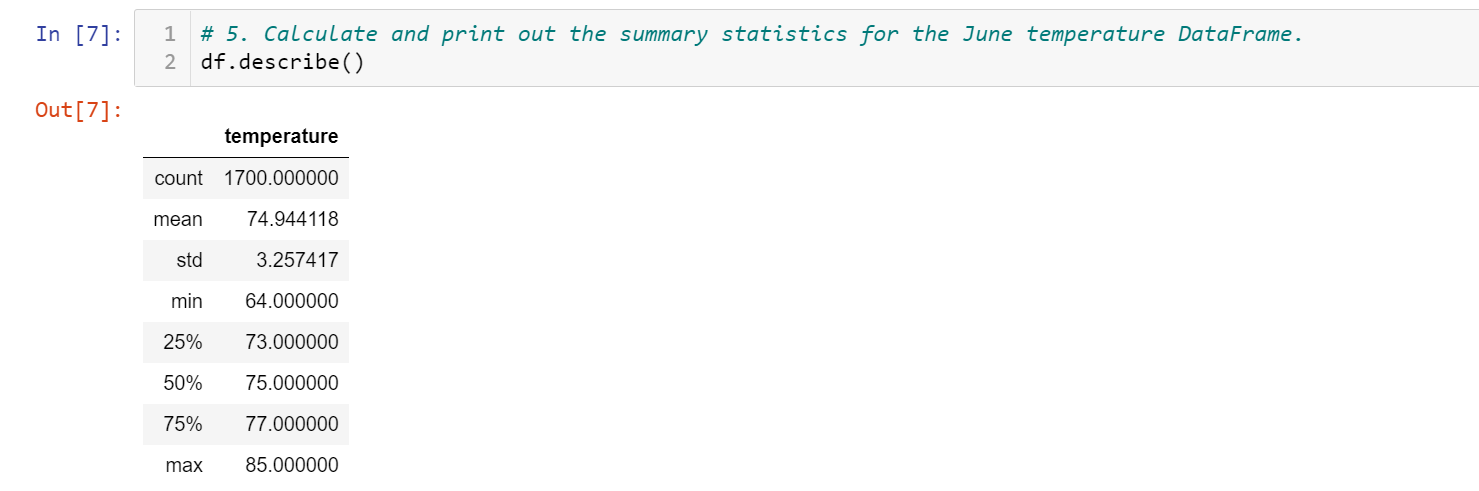 In [7]:
1 # 5. Calculate and print out the summary statistics for the June temperature DataFrame.
2 df.describe()
Out[7]:
temperature
count 1700.000000
mean 74.944118
std 3.257417
min 64.000000
25% 73.000000
50% 75.000000
75% 77.000000
max 85.000000